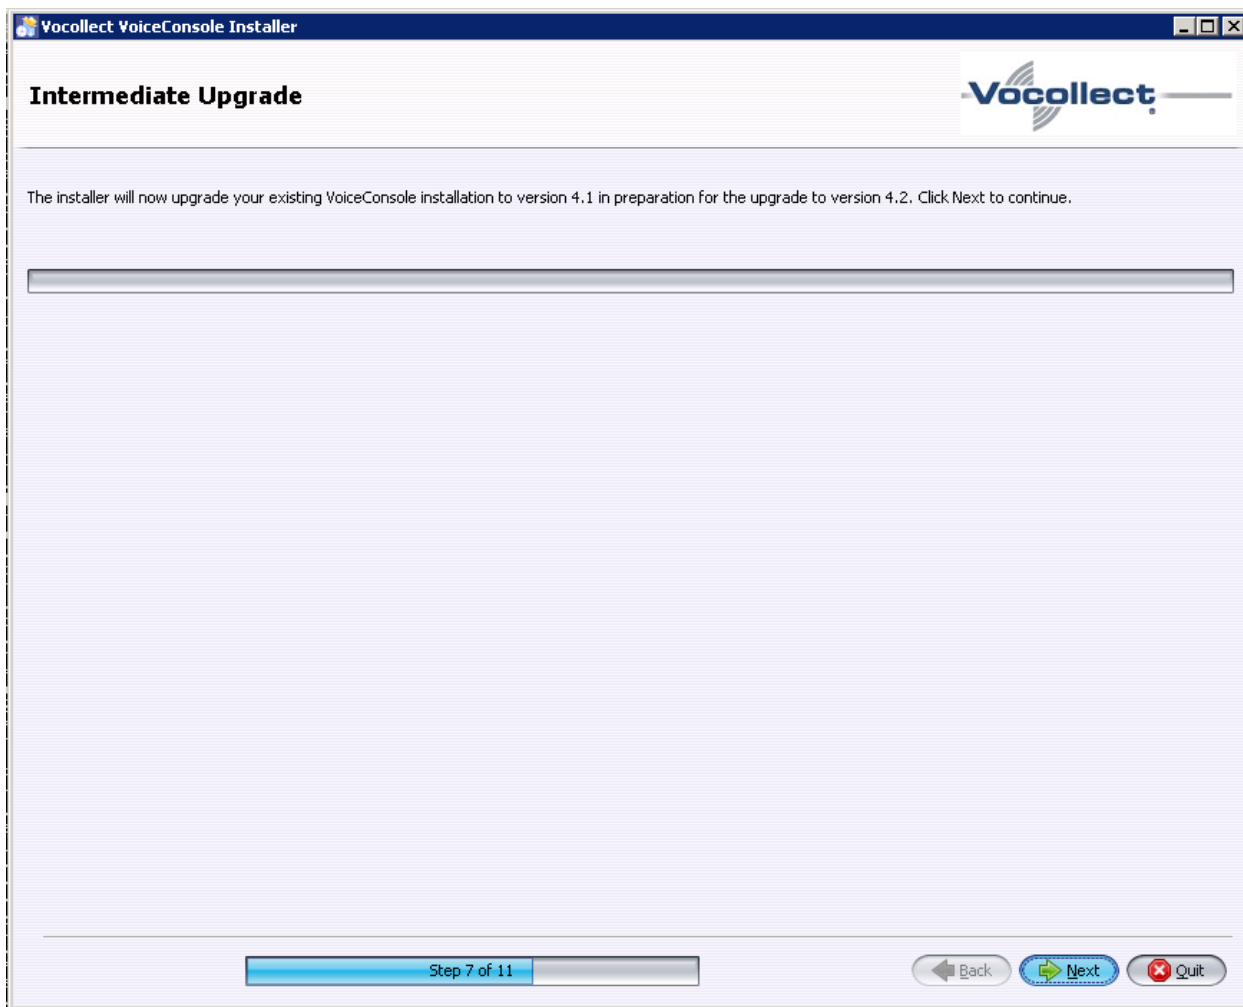 Vocollect VoiceConsole Installer
Intermediate Upgrade
Vocollect
The installer will now upgrade your existing VoiceConsole installation to version 4.1 in preparation for the upgrade to version 4.2. Click Next to continue.
Step 7 of 11
Back
Next
Quit